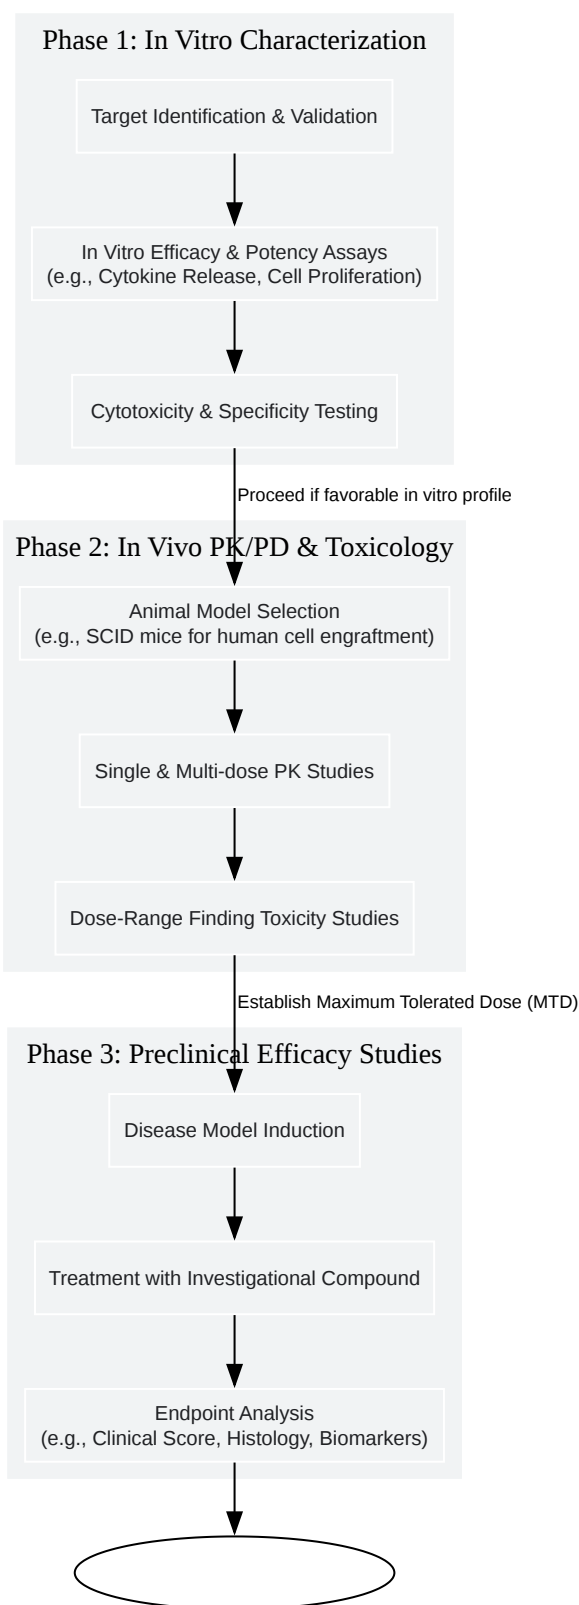 Phase 1: In Vitro Characterization
Target Identification & Validation
In Vitro Efficacy & Potency Assays
(e.g., Cytokine Release, Cell Proliferation)
Cytotoxicity & Specificity Testing
Proceed if favorable in vitro profile
Phase 2: In Vivo PK/PD & Toxicology
Animal Model Selection
(e.g., SCID mice for human cell engraftment)
Single & Multi-dose PK Studies
Dose-Range Finding Toxicity Studies
Establish Maximum Tolerated Dose (MTD)
Phase 3: Preclinical Efficacy Studies
Disease Model Induction
Treatment with Investigational Compound
Endpoint Analysis
(e.g., Clinical Score, Histology, Biomarkers)